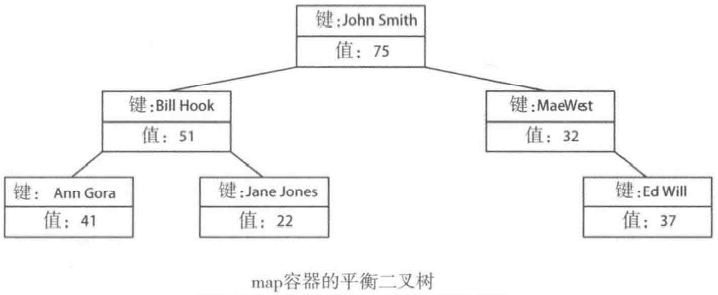 键:John Smith
值: 75
键:Bill Hook
值: 51
键:MaeWest
值: 32
键: Ann Gora
值: 41
键:Jane Jones
值: 22
键:Ed Will
值: 37
map容器的平衡二叉树